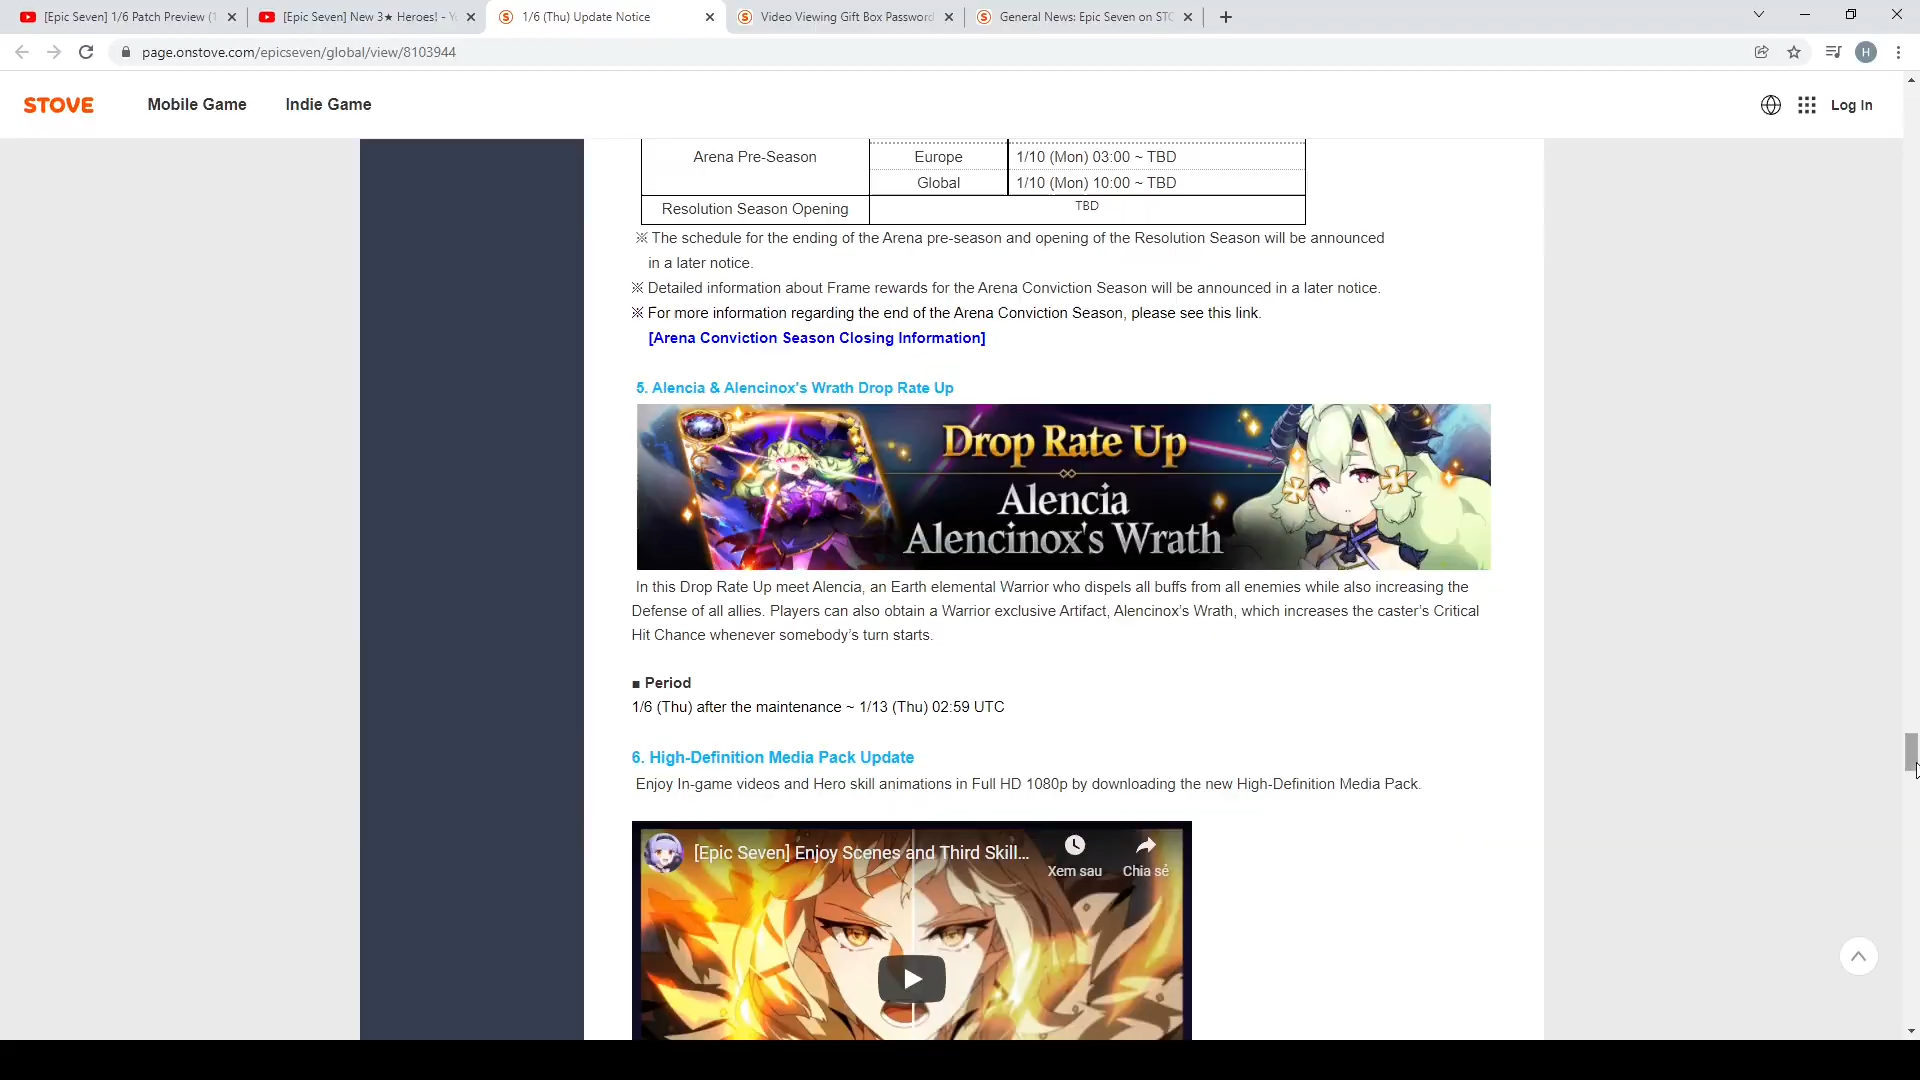 [Epic Seven] 1/6 Patch Preview (1
[Epic Seven] New 3★ Heroes! - Yo
1/6 (Thu) Update Notice
Video Viewing Gift Box Password
General News: Epic Seven on STO
page.onstove.com/epicseven/global/view/8103944
H
STOVE
Mobile Game
Indie Game
Log In
Arena Pre-Season
Europe
1/10 (Mon) 03:00 ~ TBD
Global
1/10 (Mon) 10:00 ~ TBD
Resolution Season Opening
TBD
※ The schedule for the ending of the Arena pre-season and opening of the Resolution Season will be announced
in a later notice.
※ Detailed information about Frame rewards for the Arena Conviction Season will be announced in a later notice.
※ For more information regarding the end of the Arena Conviction Season, please see this link.
[Arena Conviction Season Closing Information]
5. Alencia & Alencinox's Wrath Drop Rate Up
Drop Rate Up
Alencia
Alencinox's Wrath
In this Drop Rate Up meet Alencia, an Earth elemental Warrior who dispels all buffs from all enemies while also increasing the
Defense of all allies. Players can also obtain a Warrior exclusive Artifact, Alencinox's Wrath, which increases the caster's Critical
Hit Chance whenever somebody's turn starts.
■ Period
1/6 (Thu) after the maintenance ~ 1/13 (Thu) 02:59 UTC
6. High-Definition Media Pack Update
Enjoy In-game videos and Hero skill animations in Full HD 1080p by downloading the new High-Definition Media Pack.
[Epic Seven] Enjoy Scenes and Third Skill...
Xem sau
Chia sẻ